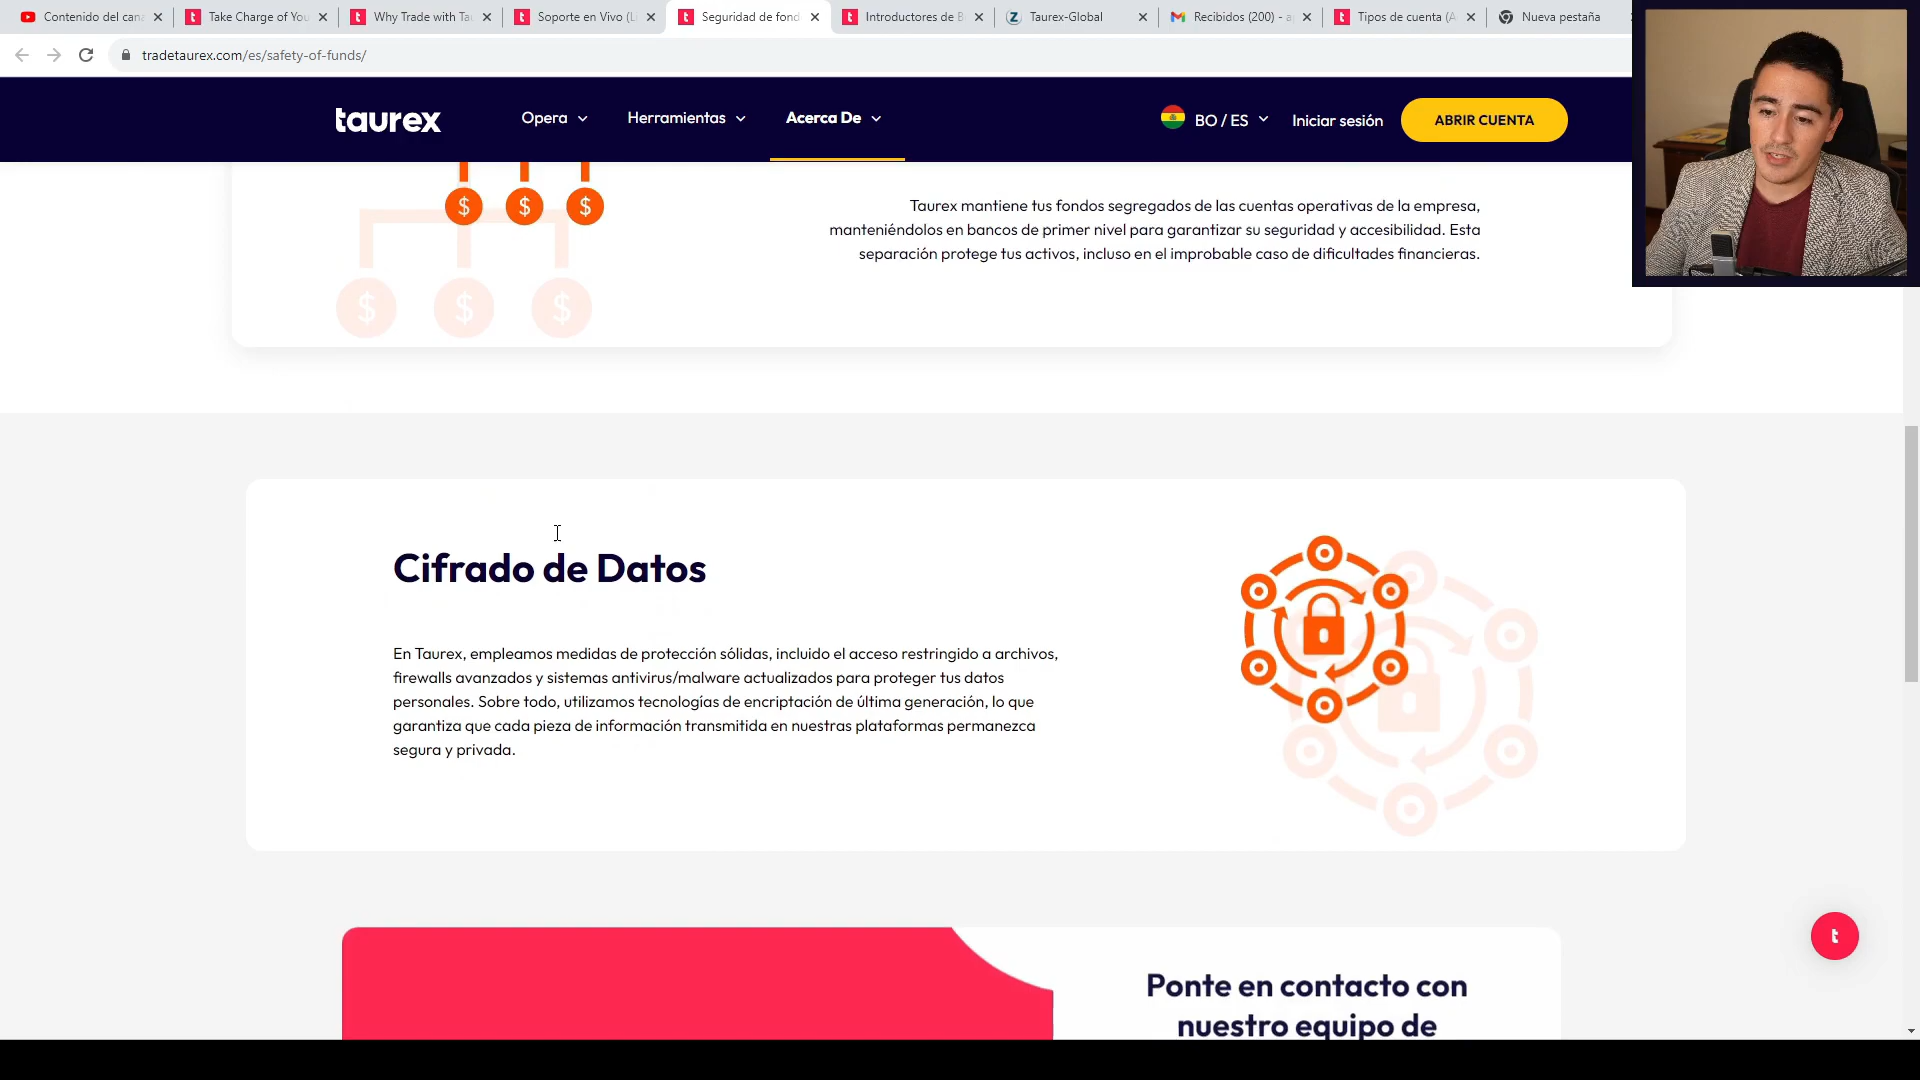 Contenido del cana
Take Charge of You
Why Trade with Tau
Soporte en Vivo (Li
Seguridad de fond
Introductores de B
Taurex-Global
Recibidos (200) - a
Tipos de cuenta (A
Nueva pestaña
tradetaurex.com/es/safety-of-funds/
taurex
Opera
Herramientas
Acerca De
BO / ES
Iniciar sesión
ABRIR CUENTA
Taurex mantiene tus fondos segregados de las cuentas operativas de la empresa,
manteniéndolos en bancos de primer nivel para garantizar su seguridad y accesibilidad. Esta
separación protege tus activos, incluso en el improbable caso de dificultades financieras.
$ $ $
$ $ $
Cifrado de Datos
En Taurex, empleamos medidas de protección sólidas, incluido el acceso restringido a archivos,
firewalls avanzados y sistemas antivirus/malware actualizados para proteger tus datos
personales. Sobre todo, utilizamos tecnologías de encriptación de última generación, lo que
garantiza que cada pieza de información transmitida en nuestras plataformas permanezca
segura y privada.
t
Ponte en contacto con
nuestro equipo de